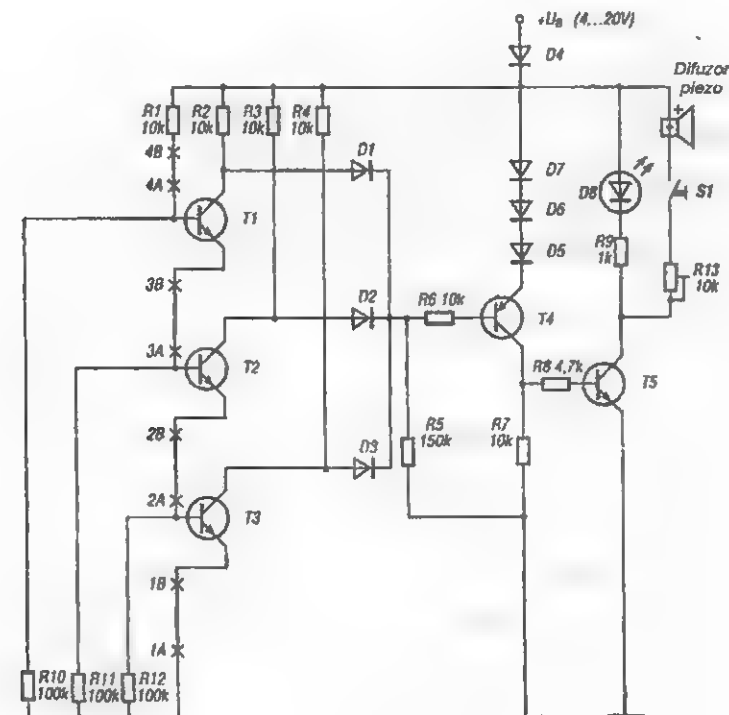 +UB (4...20V)
D4
Difuzor
piezo
R1
10k
R2
10k
R3
10k
R4
10k
4B
4A
D1
T1
D7
D6
D5
D8
S1
R9
1k
R13
10k
3B
3A
D2
R6 10k
T4
T2
R8 4,7k
T5
2B
2A
D3
R5
150k
R7
10k
T3
1B
1A
R10
100k
R11
100k
R12
100k